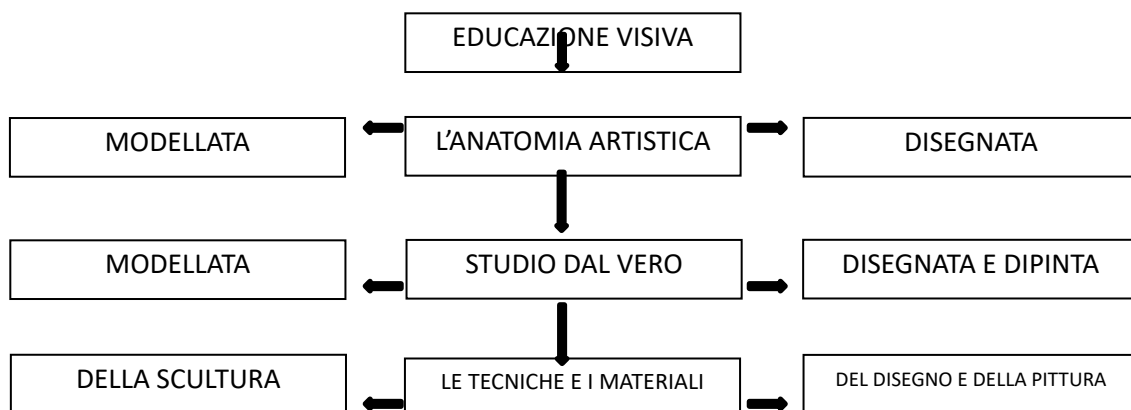 EDUCAZIONE VISIVA
MODELLATA
L'ANATOMIA ARTISTICA
DISEGNATA
MODELLATA
STUDIO DAL VERO
DISEGNATA E DIPINTA
DELLA SCULTURA
LE TECNICHE E I MATERIALI
DEL DISEGNO E DELLA PITTURA